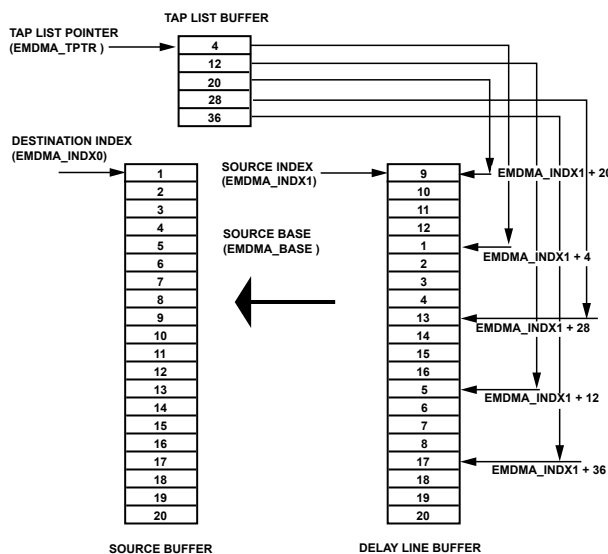 TAP LIST BUFFER
TAP LIST POINTER
(EMDMA_TPTR )
4
12
20
28
36
DESTINATION INDEX
(EMDMA_INDX0)
SOURCE INDEX
(EMDMA_INDX1)
SOURCE BASE
(EMDMA_BASE )
1
2
3
4
5
6
7
8
9
10
11
12
13
14
15
16
17
18
19
20
SOURCE BUFFER
9
10
11
12
1
2
3
4
13
14
15
16
5
6
7
8
17
18
19
20
DELAY LINE BUFFER
EMDMA_INDX1 + 20
EMDMA_INDX1 + 4
EMDMA_INDX1 + 28
EMDMA_INDX1 + 12
EMDMA_INDX1 + 36